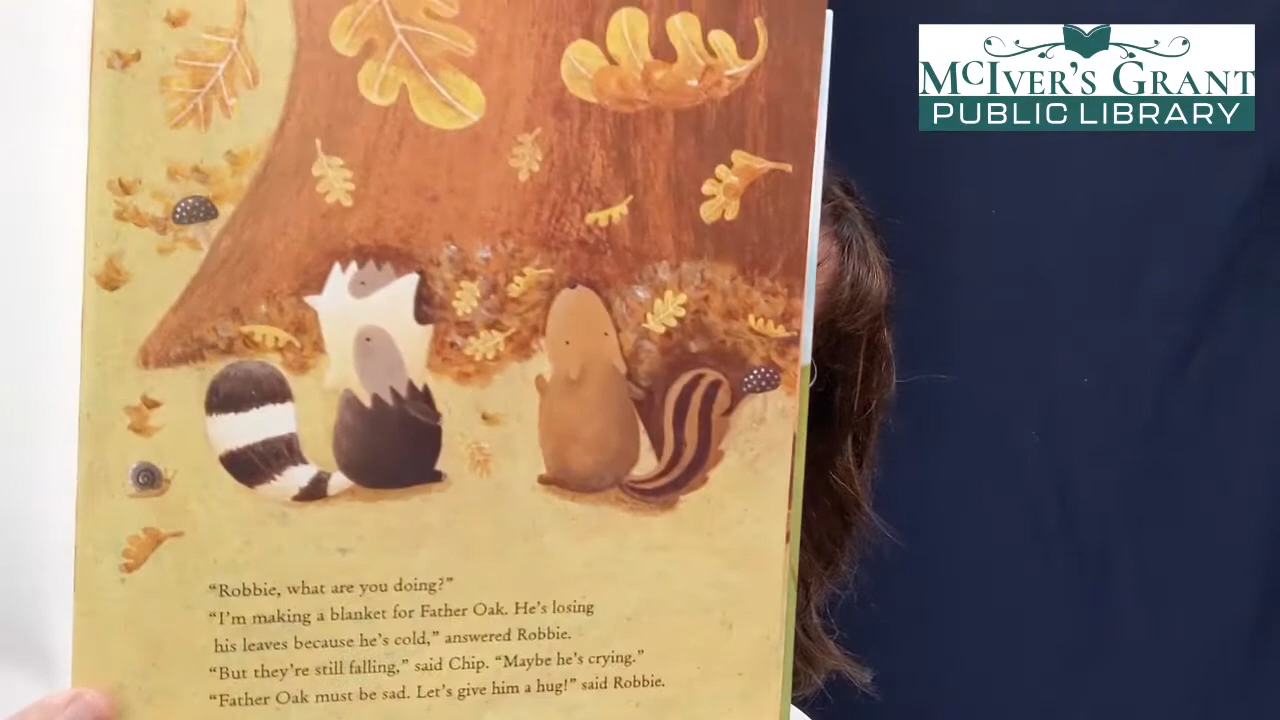 McIver's Grant
PUBLIC LIBRARY
“Robbie, what are you doing?”
“I'm making a blanket for Father Oak. He's losing
his leaves because he's cold,” answered Robbie.
“But they're still falling,” said Chip. “Maybe he's crying.”
“Father Oak must be sad. Let's give him a hug!” said Robbie.